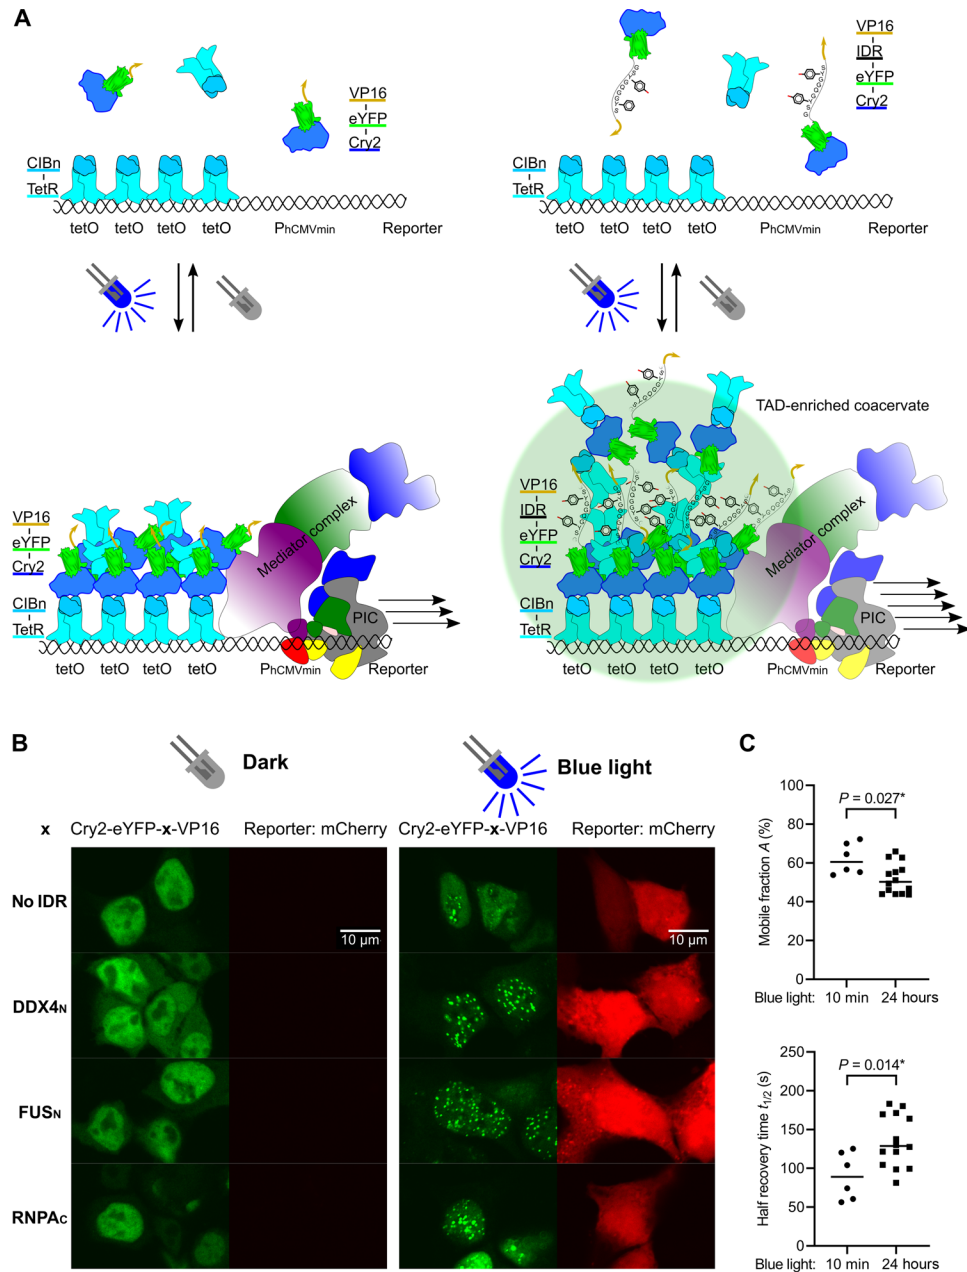 A
VP16
eYFP
Cry2
CIBn
TetR
tetO tetO tetO tetO PhCMVmin Reporter
VP16
IDR
eYFP
Cry2
CIBn
TetR
tetO tetO tetO tetO PhCMVmin Reporter
VP16
eYFP
Cry2
CIBn
TetR
Mediator complex
PIC
tetO tetO tetO tetO PhCMVmin Reporter
TAD-enriched coacervate
VP16
IDR
eYFP
Cry2
CIBn
TetR
Mediator complex
PIC
tetO tetO tetO tetO PhCMVmin Reporter
B
Dark
Blue light
x Cry2-eYFP-x-VP16 Reporter: mCherry Cry2-eYFP-x-VP16 Reporter: mCherry
No IDR
10 µm
10 µm
DDX4N
FUSN
RNPAC
C
Mobile fraction A (%)
100
80
60
40
20
0
P = 0.027*
Blue light: 10 min 24 hours
Half recovery time t1/2 (s)
250
200
150
100
50
0
P = 0.014*
Blue light: 10 min 24 hours